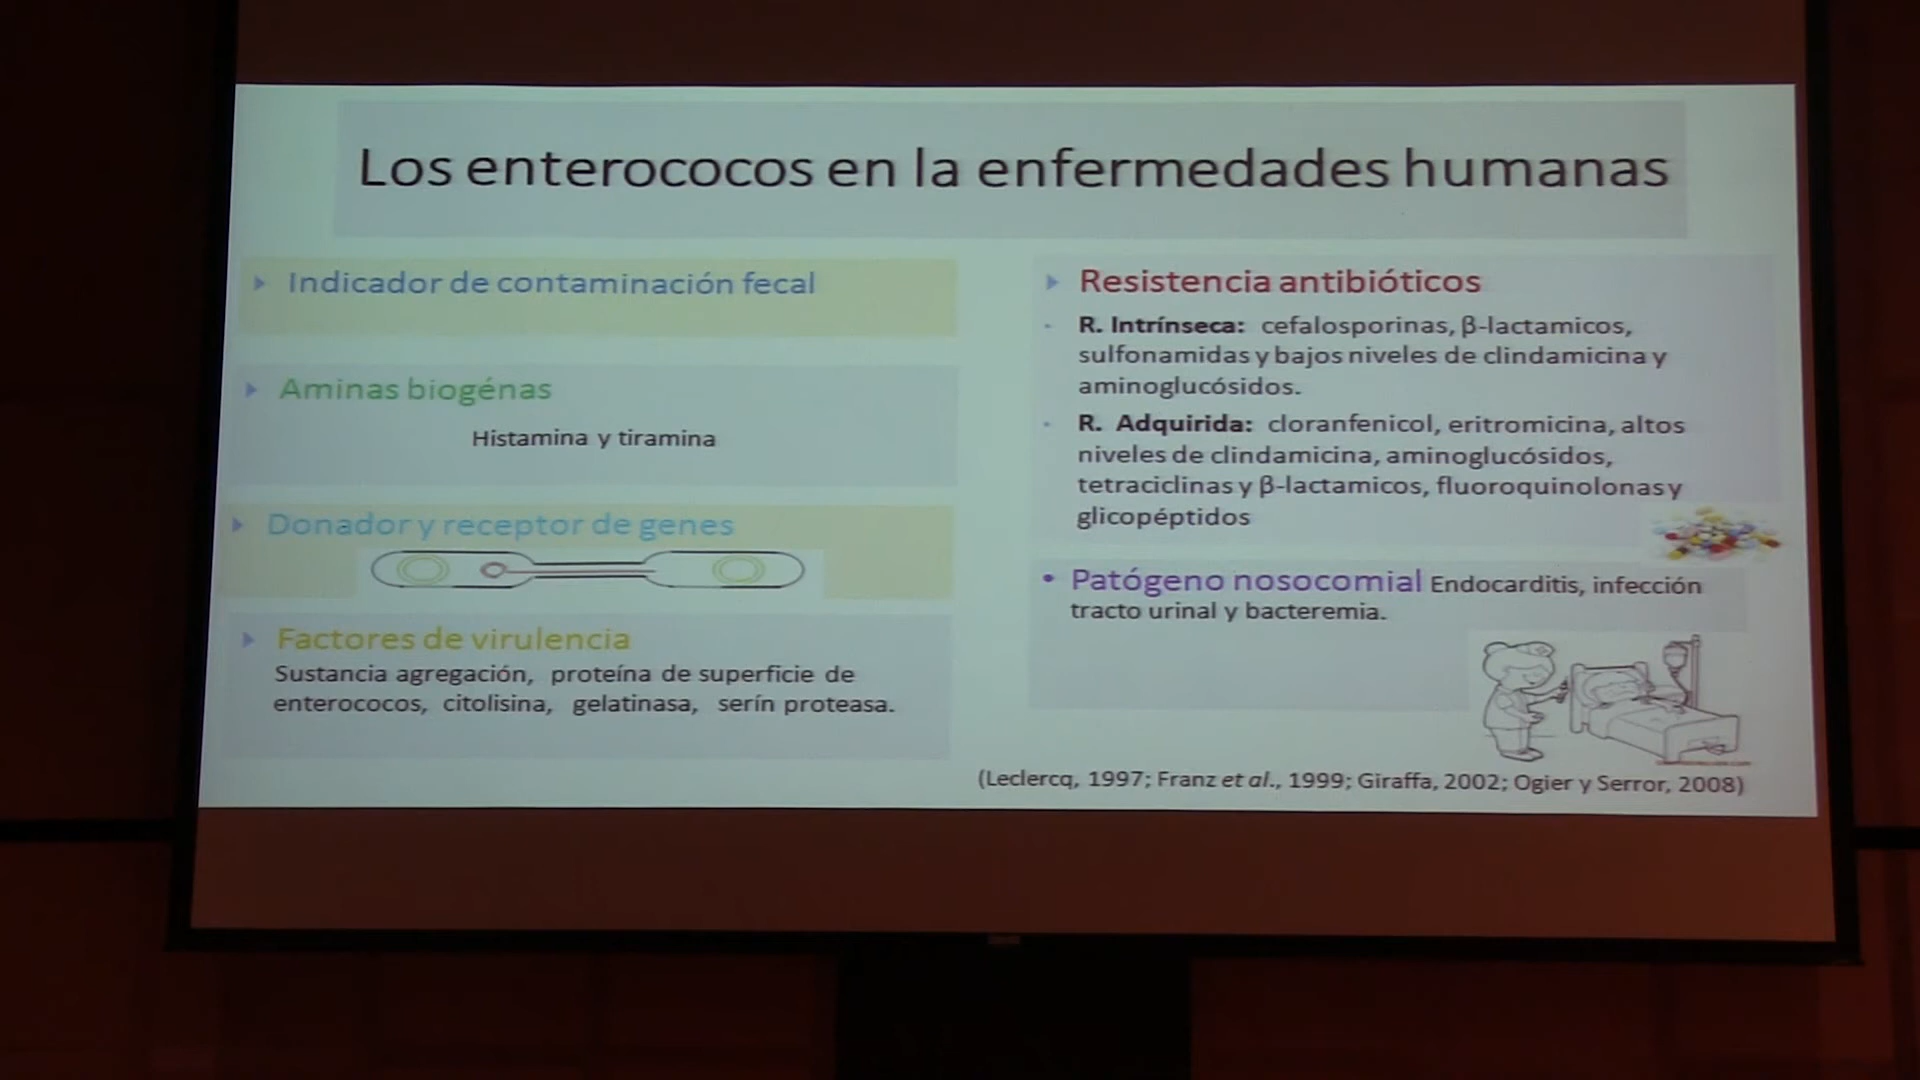 Los enterococos en la enfermedades humanas
Indicador de contaminación fecal
Aminas biogénas
Histamina y tiramina
Donador y receptor de genes
Factores de virulencia
Sustancia agregación, proteína de superficie de
enterococos, citolisina, gelatinasa, serín proteasa.
Resistencia antibióticos
- R. Intrínseca: cefalosporinas, β-lactamicos,
sulfonamidas y bajos niveles de clindamicina y
aminoglucósidos.
- R. Adquirida: cloranfenicol, eritromicina, altos
niveles de clindamicina, aminoglucósidos,
tetraciclinas y β-lactamicos, fluoroquinolonas y
glicopéptidos
• Patógeno nosocomial Endocarditis, infección
tracto urinal y bacteremia.
(Leclercq, 1997; Franz et al., 1999; Giraffa, 2002; Ogier y Serror, 2008)